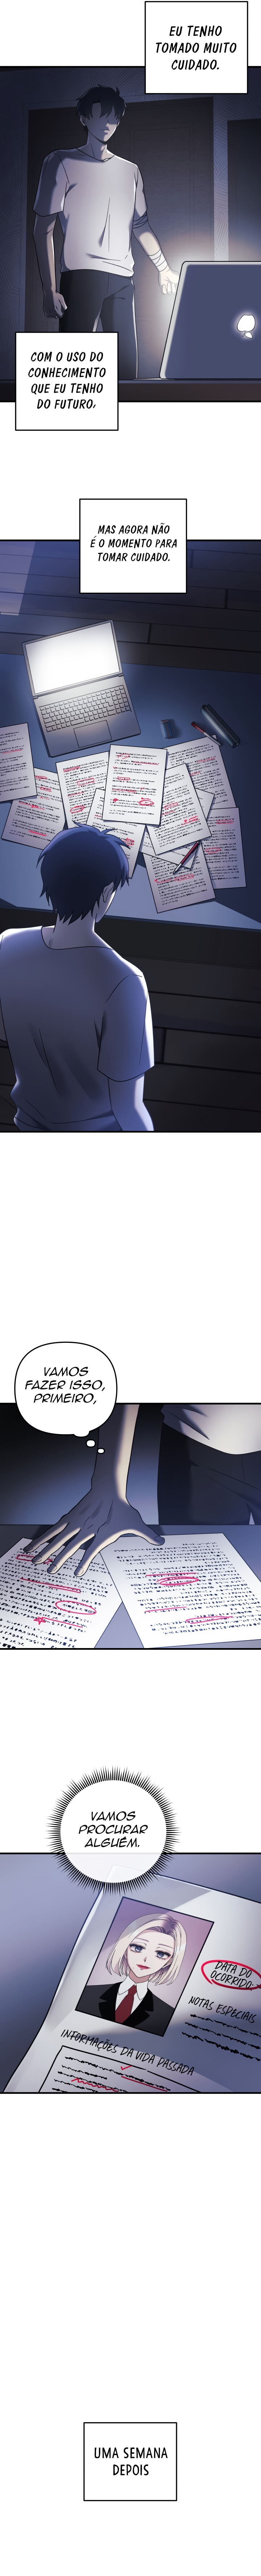 EU TENHO
TOMADO MUITO
CUIDADO.
COM O USO DO
CONHECIMENTO
QUE EU TENHO
DO FUTURO,
MAS AGORA NÃO
É O MOMENTO PARA
TOMAR CUIDADO.
VAMOS
FAZER ISSO,
PRIMEIRO,
VAMOS
PROCURAR
ALGUÉM.
DATA DO
OCORRIDO:
NOTAS ESPECIAIS
INFORMAÇÕES DA VIDA PASSADA
UMA SEMANA
DEPOIS